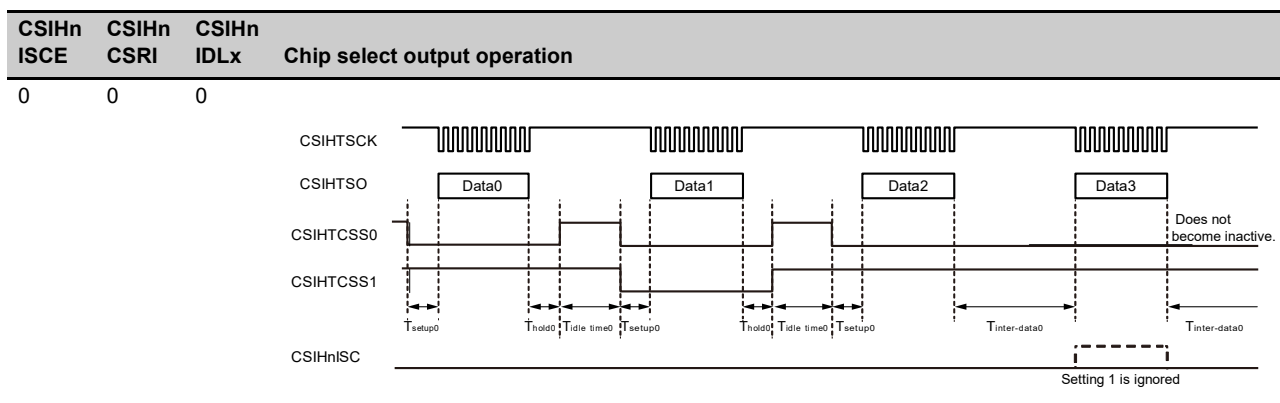 CSIHn CSIHn CSIHn
ISCE CSRI IDLx Chip select output operation
0 0 0
CSIHTSCK
CSIHTSO Data0 Data1 Data2 Data3
Does not
CSIHTCSS0 become inactive.
CSIHTCSS1
Tsetup0 Thold0 Tidle time0 Tsetup0 Thold0 Tidle time0 Tsetup0 Tinter-data0 Tinter-data0
CSIHnISC
Setting 1 is ignored